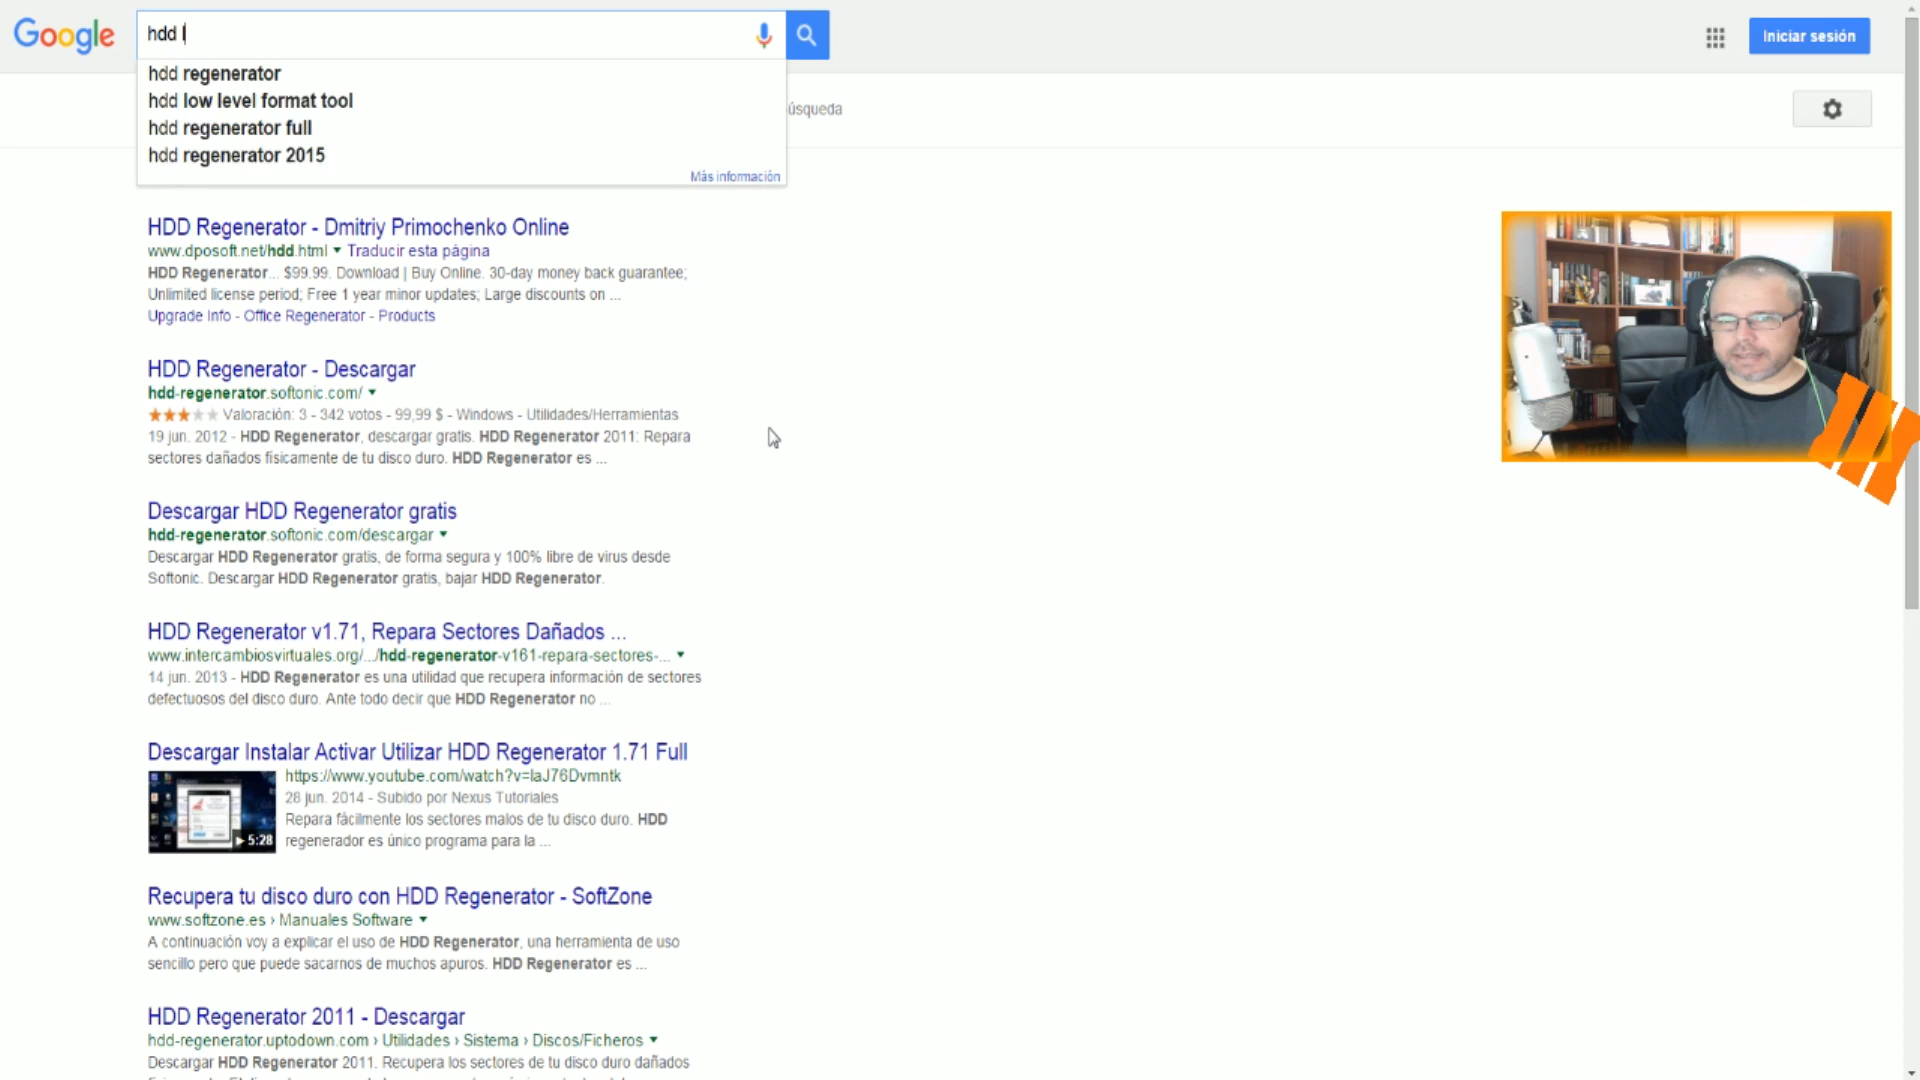 Google
hdd l
Iniciar sesión
hdd regenerator
hdd low level format tool
hdd regenerator full
hdd regenerator 2015
Más información
úsqueda
HDD Regenerator - Dmitriy Primochenko Online
www.dposoft.net/hdd.html ▼ Traducir esta página
HDD Regenerator... $99.99. Download | Buy Online. 30-day money back guarantee;
Unlimited license period; Free 1 year minor updates; Large discounts on ...
Upgrade Info - Office Regenerator - Products
HDD Regenerator - Descargar
hdd-regenerator.softonic.com/ ▼
★★★★★ Valoración: 3 - 342 votos - 99,99 $ - Windows - Utilidades/Herramientas
19 jun. 2012 - HDD Regenerator, descargar gratis. HDD Regenerator 2011: Repara
sectores dañados físicamente de tu disco duro. HDD Regenerator es ...
Descargar HDD Regenerator gratis
hdd-regenerator.softonic.com/descargar ▼
Descargar HDD Regenerator gratis, de forma segura y 100% libre de virus desde
Softonic. Descargar HDD Regenerator gratis, bajar HDD Regenerator.
HDD Regenerator v1.71, Repara Sectores Dañados ...
www.intercambiosvirtuales.org/.../hdd-regenerator-v161-repara-sectores-... ▼
14 jun. 2013 - HDD Regenerator es una utilidad que recupera información de sectores
defectuosos del disco duro. Ante todo decir que HDD Regenerator no ...
Descargar Instalar Activar Utilizar HDD Regenerator 1.71 Full
https://www.youtube.com/watch?v=laJ76Dvmntk
28 jun. 2014 - Subido por Nexus Tutoriales
Repara fácilmente los sectores malos de tu disco duro. HDD
regenerador es único programa para la ...
▶ 5:28
Recupera tu disco duro con HDD Regenerator - SoftZone
www.softzone.es › Manuales Software ▼
A continuación voy a explicar el uso de HDD Regenerator, una herramienta de uso
sencillo pero que puede sacarnos de muchos apuros. HDD Regenerator es ...
HDD Regenerator 2011 - Descargar
hdd-regenerator.uptodown.com › Utilidades › Sistema › Discos/Ficheros ▼
Descargar HDD Regenerator 2011. Recupera los sectores de tu disco duro dañados